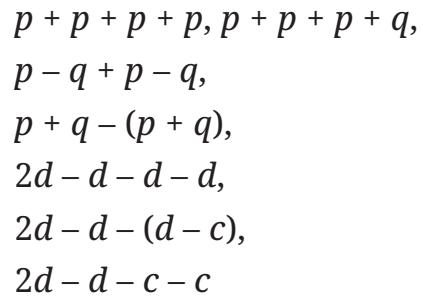 p + p + p + p, p + p + p + q,
p – q + p – q,
p + q – (p + q),
2d – d – d – d,
2d – d – (d – c),
2d – d – c – c